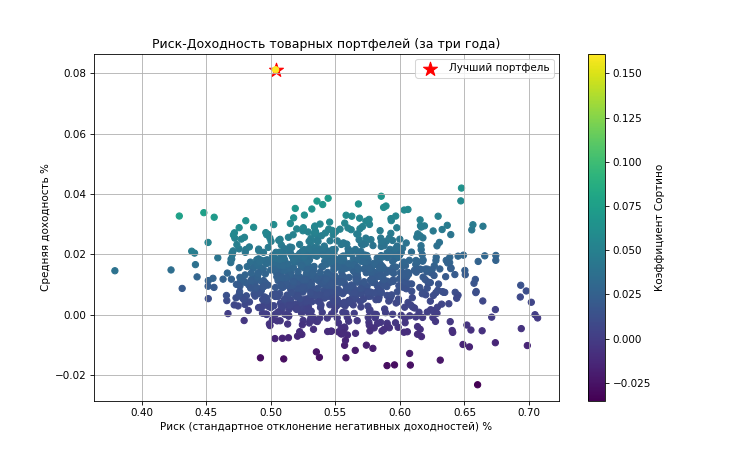 Риск-Доходность товарных портфелей (за три года)
Лучший портфель
Средняя доходность %
0.08
0.06
0.04
0.02
0.00
−0.02
0.40 0.45 0.50 0.55 0.60 0.65 0.70
Риск (стандартное отклонение негативных доходностей) %
0.150
0.125
0.100
0.075
0.050
0.025
0.000
−0.025
Коэффициент Сортино